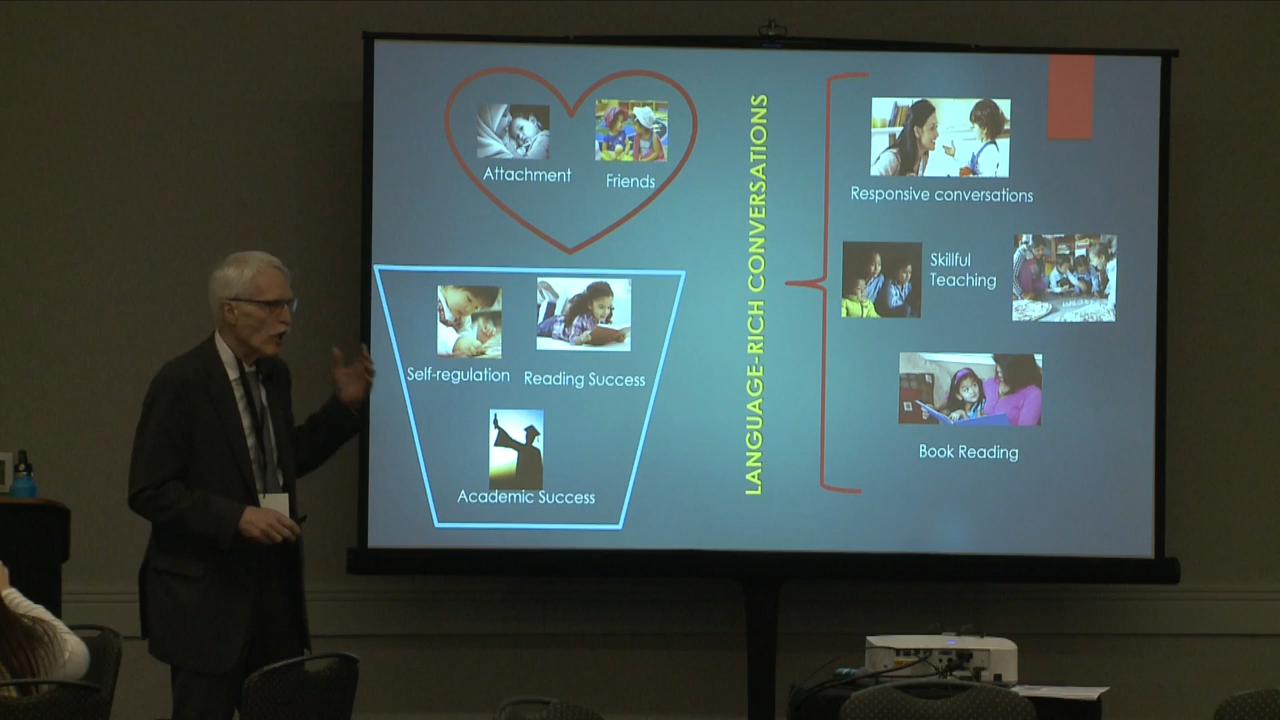 Attachment
Friends
Self-regulation
Reading Success
Academic Success
LANGUAGE-RICH CONVERSATIONS
Responsive conversations
Skillful
Teaching
Book Reading